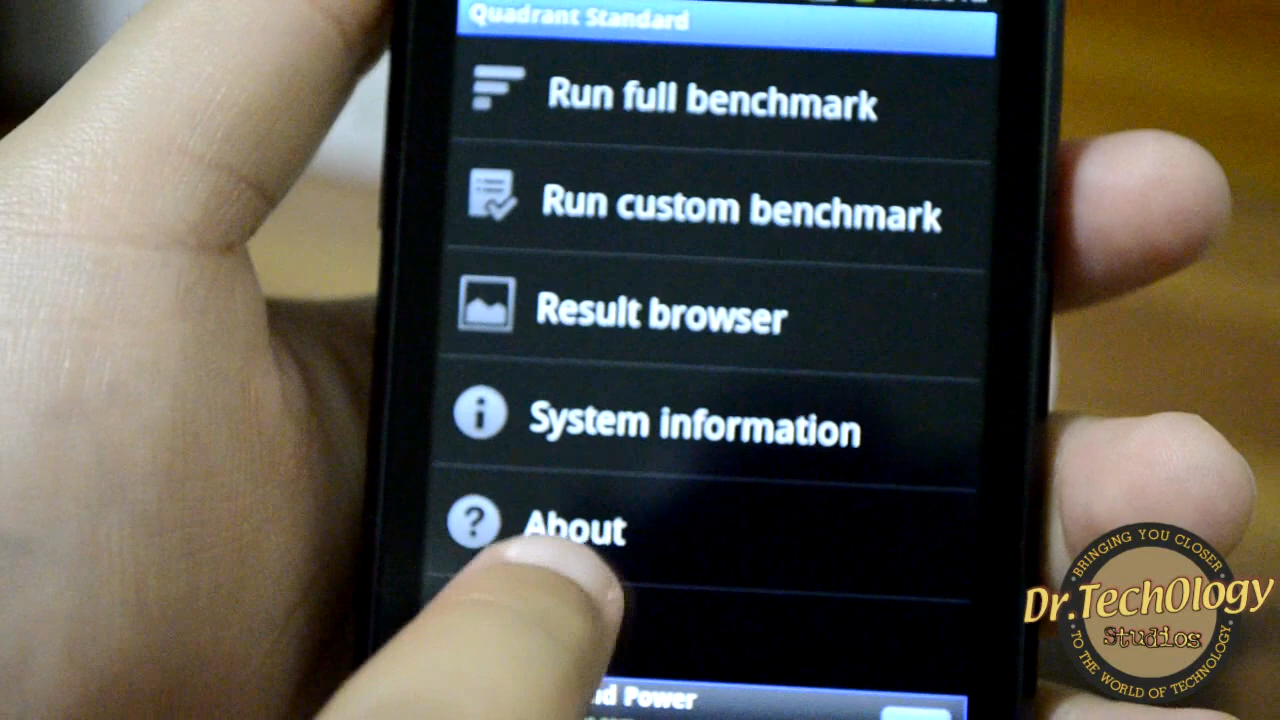 Quadrant Standard
Run full benchmark
Run custom benchmark
Result browser
System information
About
nd Power
BRINGING YOU CLOSER
Dr.TechOlogy
Studios
TO THE WORLD OF TECHNOLOGY